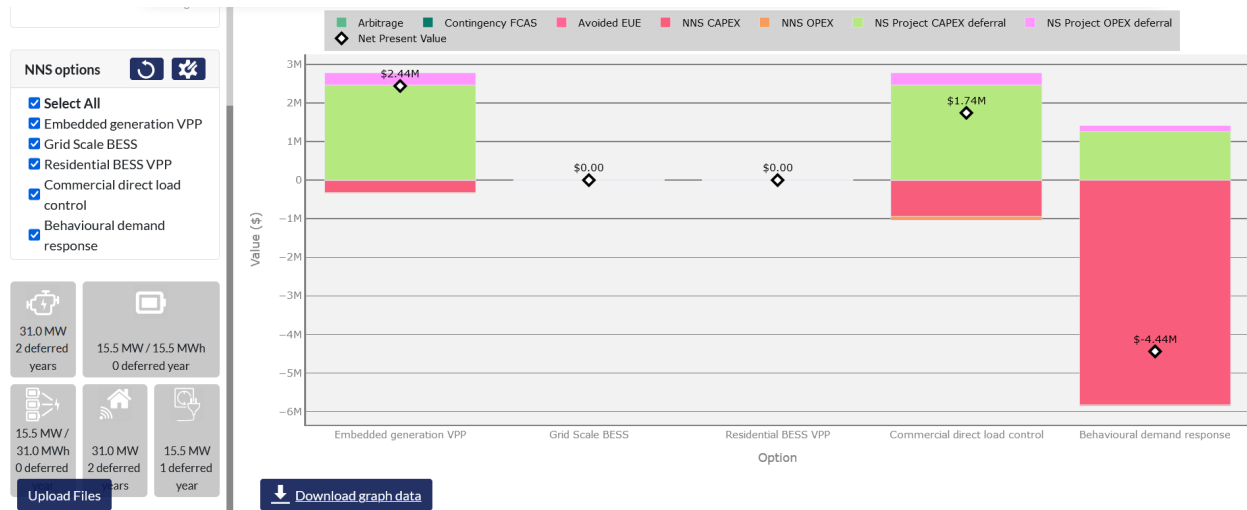 Arbitrage Contingency FCAS Avoided EUE NNS CAPEX NNS OPEX NS Project CAPEX deferral NS Project OPEX deferral
Net Present Value
NNS options
Select All
Embedded generation VPP
Grid Scale BESS
Residential BESS VPP
Commercial direct load
control
Behavioural demand
response
31.0 MW
2 deferred
years
15.5 MW / 15.5 MWh
0 deferred year
15.5 MW /
31.0 MWh
0 deferred
year
31.0 MW
2 deferred
years
15.5 MW
1 deferred
year
Upload Files
Value ($)
3M
2M
1M
0
−1M
−2M
−3M
−4M
−5M
−6M
$2.44M
$0.00
$0.00
$1.74M
$-4.44M
Embedded generation VPP
Grid Scale BESS
Residential BESS VPP
Commercial direct load control
Behavioural demand response
Option
Download graph data